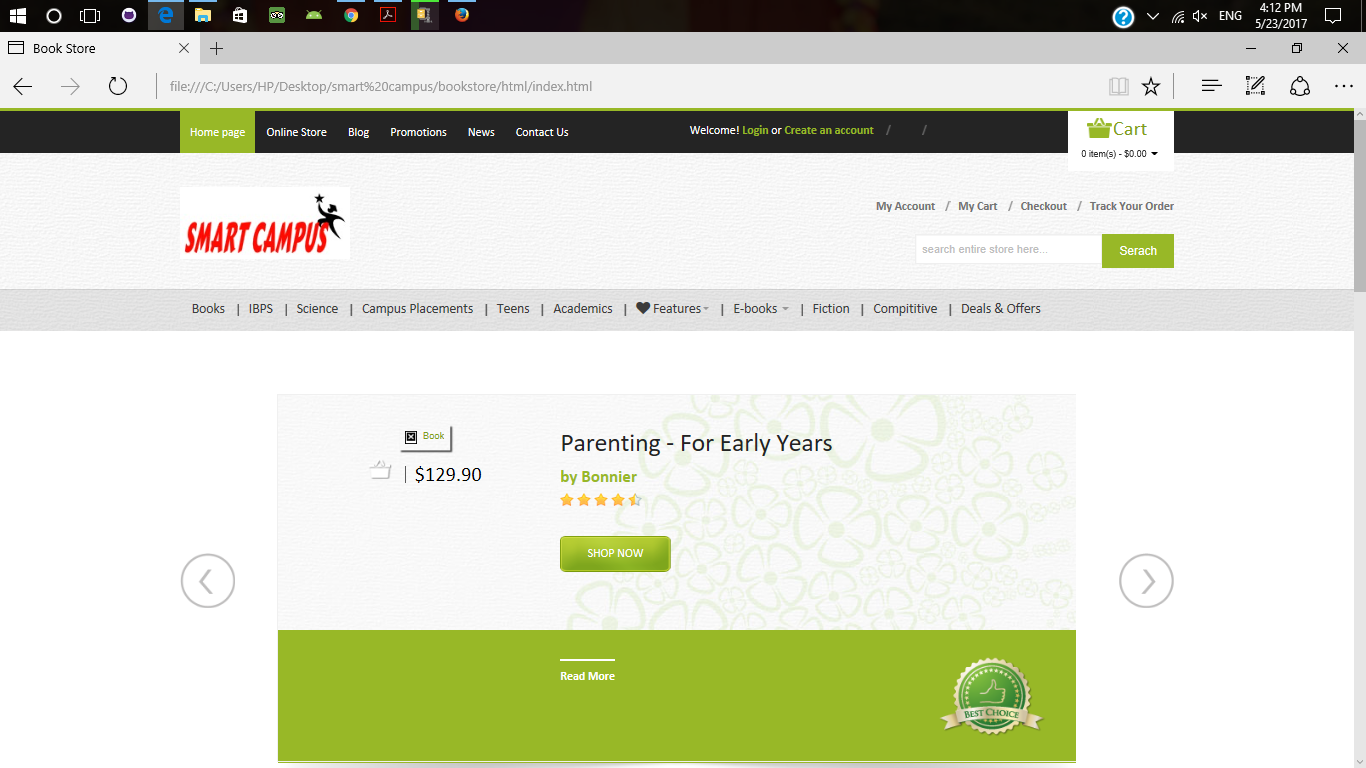 ENG
4:12 PM
5/23/2017
Book Store
file:///C:/Users/HP/Desktop/smart%20campus/bookstore/html/index.html
Home page Online Store Blog Promotions News Contact Us Welcome! Login or Create an account / / Cart
0 item(s) - $0.00
My Account / My Cart / Checkout / Track Your Order
SMART CAMPUS
search entire store here... Serach
Books | IBPS | Science | Campus Placements | Teens | Academics | Features | E-books | Fiction | Compititive | Deals & Offers
Book
| $129.90
Parenting - For Early Years
by Bonnier
SHOP NOW
Read More
BEST CHOICE